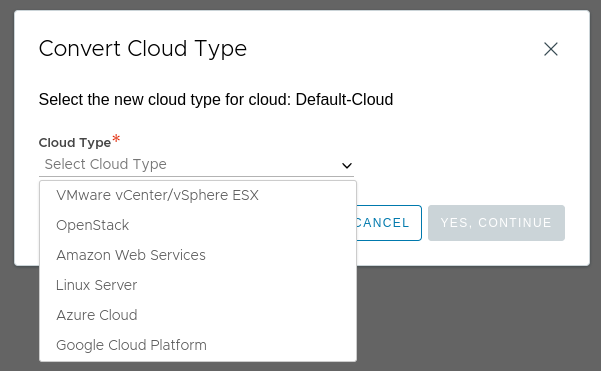 Convert Cloud Type
Select the new cloud type for cloud: Default-Cloud
Cloud Type*
Select Cloud Type
VMware vCenter/vSphere ESX
OpenStack
Amazon Web Services
Linux Server
Azure Cloud
Google Cloud Platform
CANCEL
YES, CONTINUE